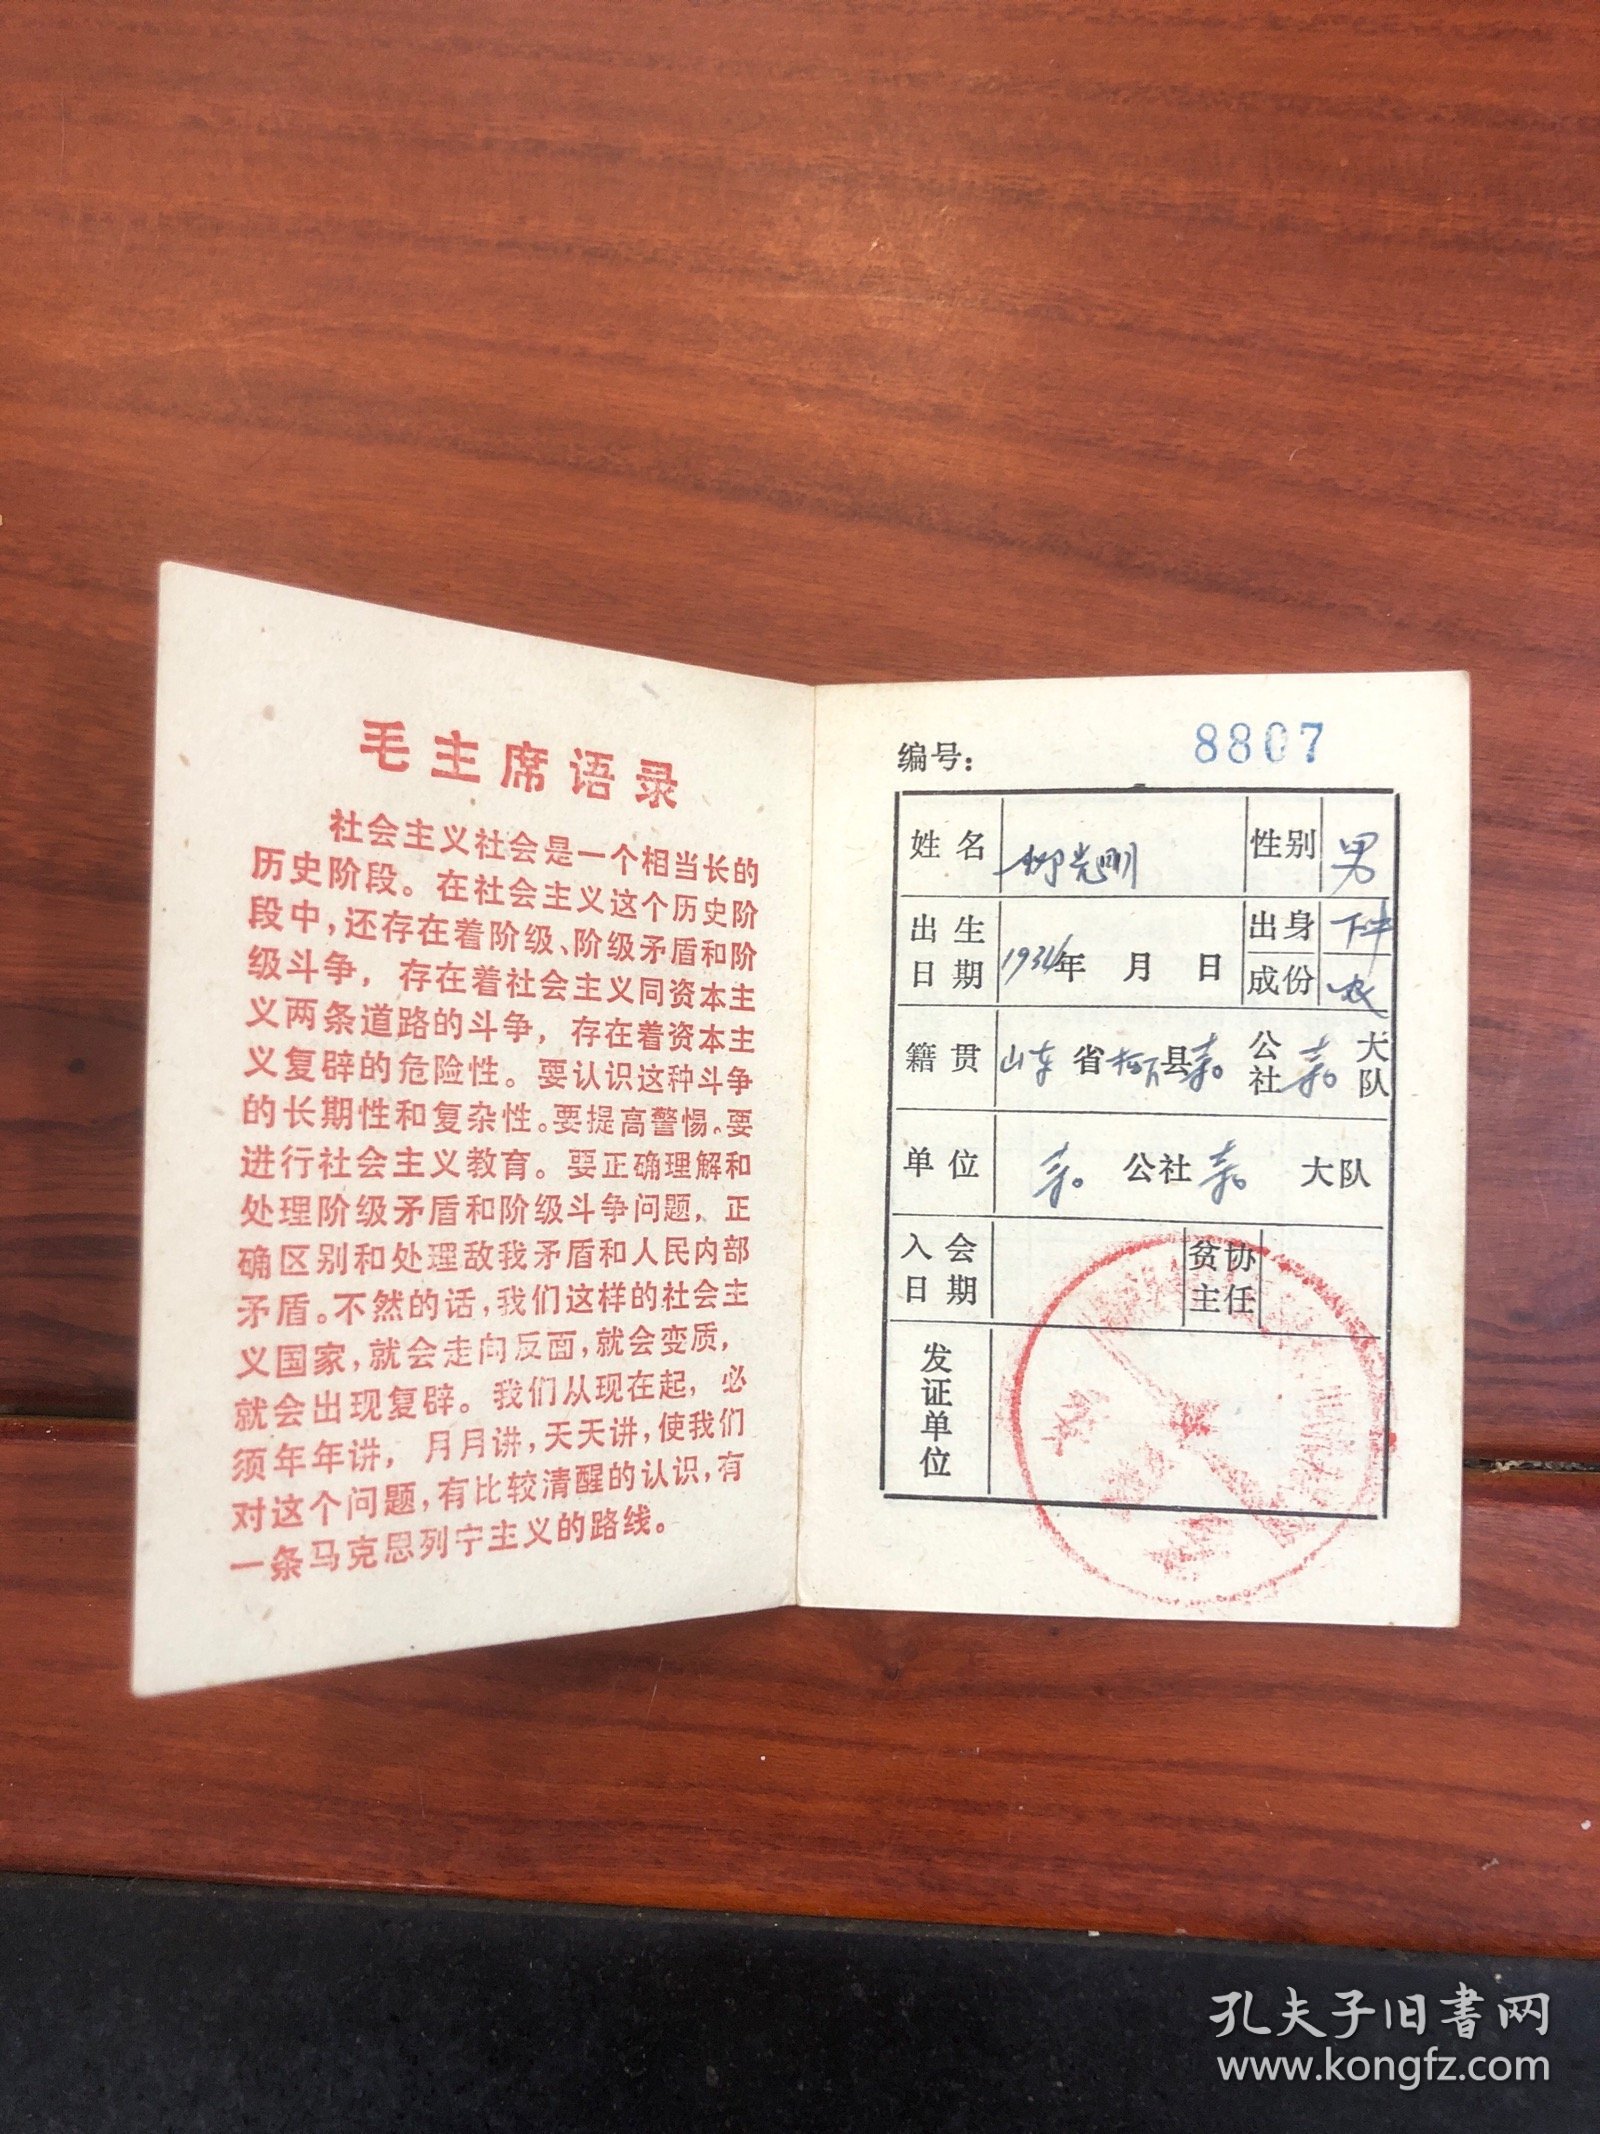 毛主席语录
社会主义社会是一个相当长的
历史阶段。在社会主义这个历史阶
段中，还存在着阶级、阶级矛盾和阶
级斗争，存在着社会主义同资本主
义两条道路的斗争，存在着资本主
义复辟的危险性。要认识这种斗争
的长期性和复杂性。要提高警惕。要
进行社会主义教育。要正确理解和
处理阶级矛盾和阶级斗争问题，正
确区别和处理敌我矛盾和人民内部
矛盾。不然的话，我们这样的社会主
义国家，就会走向反面，就会变质，
就会出现复辟。我们从现在起，必
须年年讲，月月讲，天天讲，使我们
对这个问题，有比较清醒的认识，有
一条马克思列宁主义的路线。
编号： 8807
姓名 柳光明 性别 男
出生日期 1934年 月 日 出身 下中
成份 农
籍贯 山东省 县 公社 大队
单位 公社 大队
入会日期 贫协主任
发证单位
孔夫子旧书网
www.kongfz.com